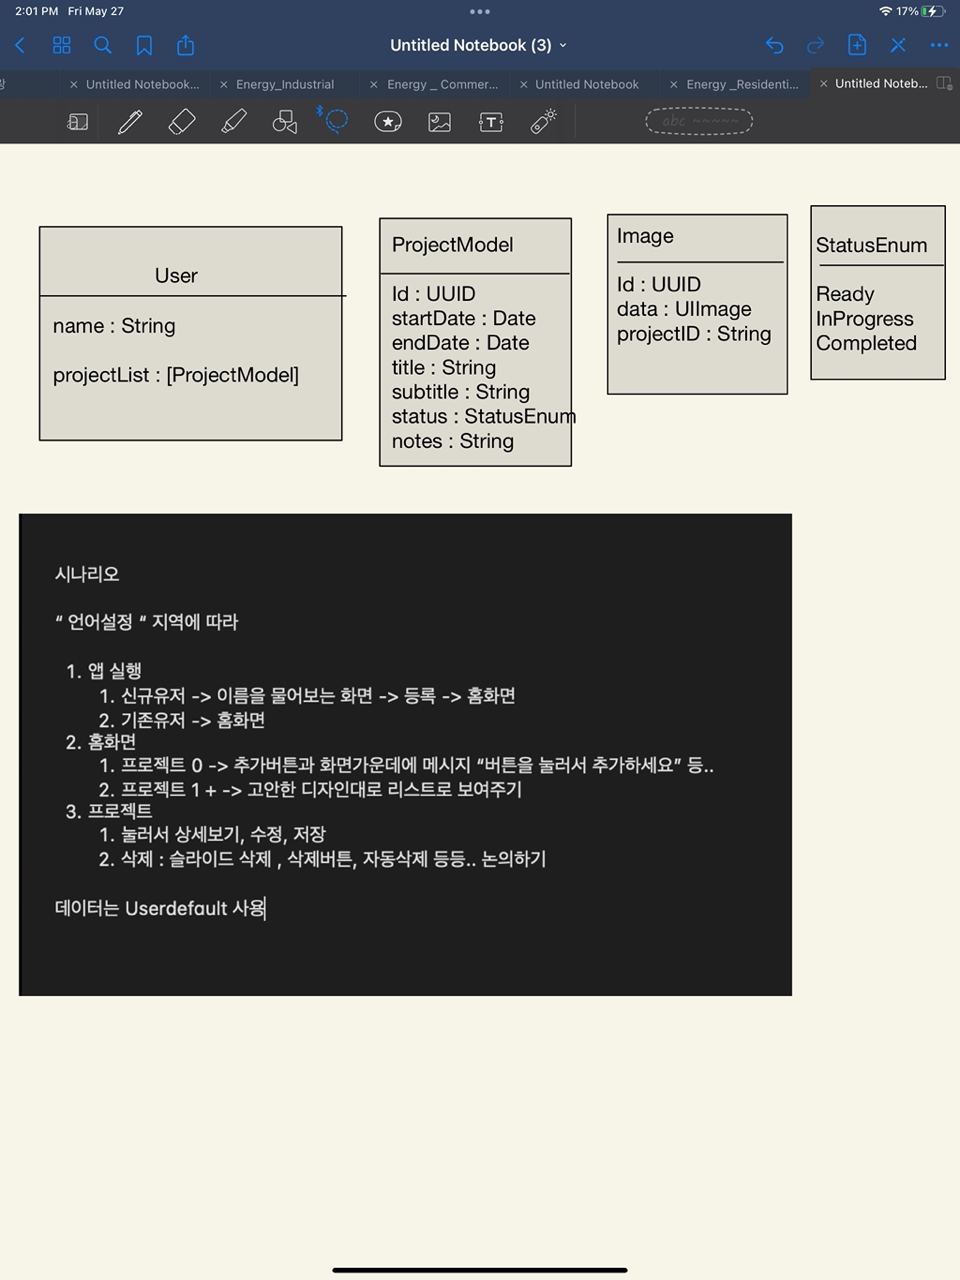 2:01 PM Fri May 27
17%
Untitled Notebook (3)
Untitled Notebook...
Energy_Industrial
Energy _ Commer...
Untitled Notebook
Energy _Residenti...
Untitled Noteb...
T
abc ~~~~~
User
name : String
projectList : [ProjectModel]
ProjectModel
Id : UUID
startDate : Date
endDate : Date
title : String
subtitle : String
status : StatusEnum
notes : String
Image
Id : UUID
data : UIImage
projectID : String
StatusEnum
Ready
InProgress
Completed
시나리오
“ 언어설정 “ 지역에 따라
1. 앱 실행
1. 신규유저 -> 이름을 물어보는 화면 -> 등록 -> 홈화면
2. 기존유저 -> 홈화면
2. 홈화면
1. 프로젝트 0 -> 추가버튼과 화면가운데에 메시지 “버튼을 눌러서 추가하세요” 등..
2. 프로젝트 1 + -> 고안한 디자인대로 리스트로 보여주기
3. 프로젝트
1. 눌러서 상세보기, 수정, 저장
2. 삭제 : 슬라이드 삭제 , 삭제버튼, 자동삭제 등등.. 논의하기
데이터는 Userdefault 사용